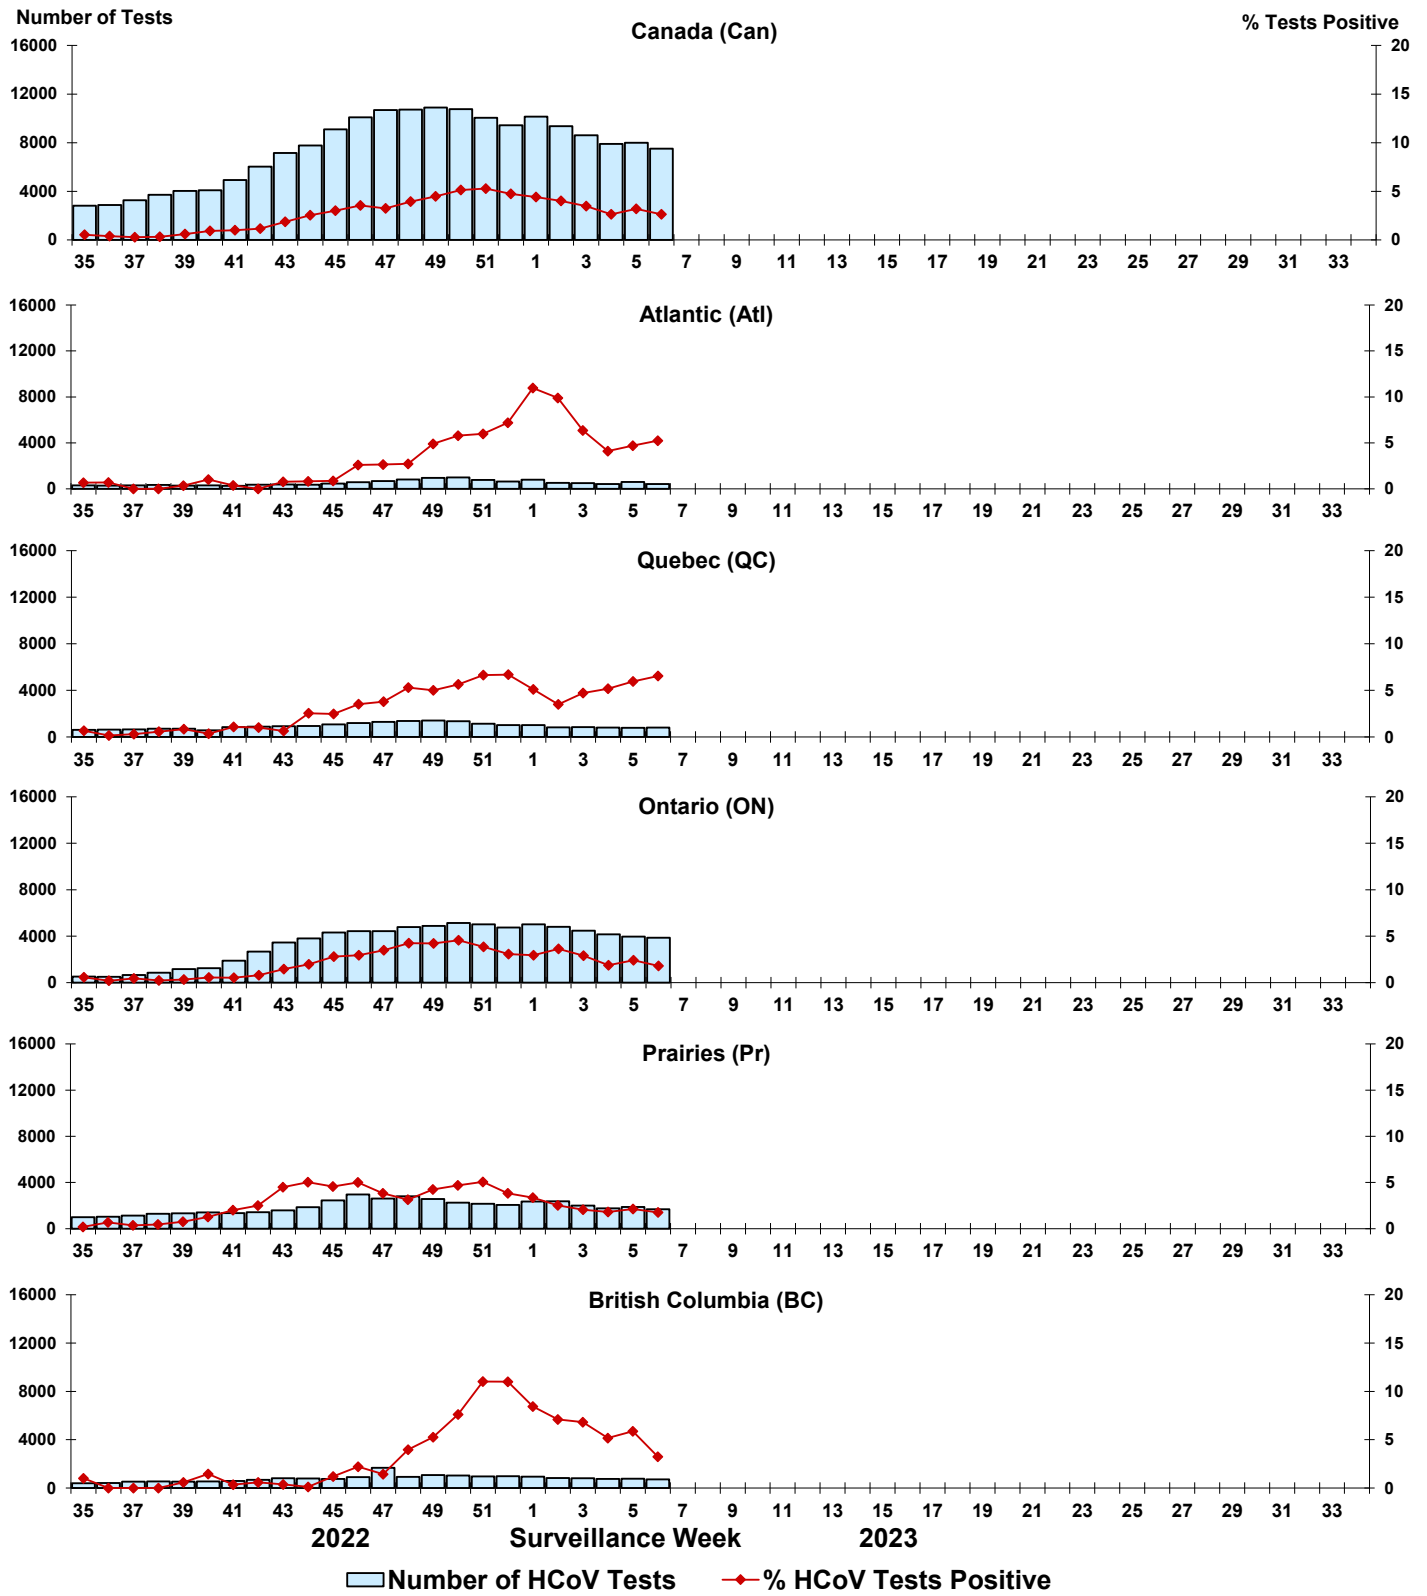 Number of Tests
% Tests Positive
Canada (Can)
16000 12000 8000 4000 0
20 15 10 5 0
35 37 39 41 43 45 47 49 51 1 3 5 7 9 11 13 15 17 19 21 23 25 27 29 31 33
Atlantic (Atl)
16000 12000 8000 4000 0
20 15 10 5 0
35 37 39 41 43 45 47 49 51 1 3 5 7 9 11 13 15 17 19 21 23 25 27 29 31 33
Quebec (QC)
16000 12000 8000 4000 0
20 15 10 5 0
35 37 39 41 43 45 47 49 51 1 3 5 7 9 11 13 15 17 19 21 23 25 27 29 31 33
Ontario (ON)
16000 12000 8000 4000 0
20 15 10 5 0
35 37 39 41 43 45 47 49 51 1 3 5 7 9 11 13 15 17 19 21 23 25 27 29 31 33
Prairies (Pr)
16000 12000 8000 4000 0
20 15 10 5 0
35 37 39 41 43 45 47 49 51 1 3 5 7 9 11 13 15 17 19 21 23 25 27 29 31 33
British Columbia (BC)
16000 12000 8000 4000 0
20 15 10 5 0
35 37 39 41 43 45 47 49 51 1 3 5 7 9 11 13 15 17 19 21 23 25 27 29 31 33
2022 Surveillance Week 2023
Number of HCoV Tests % HCoV Tests Positive